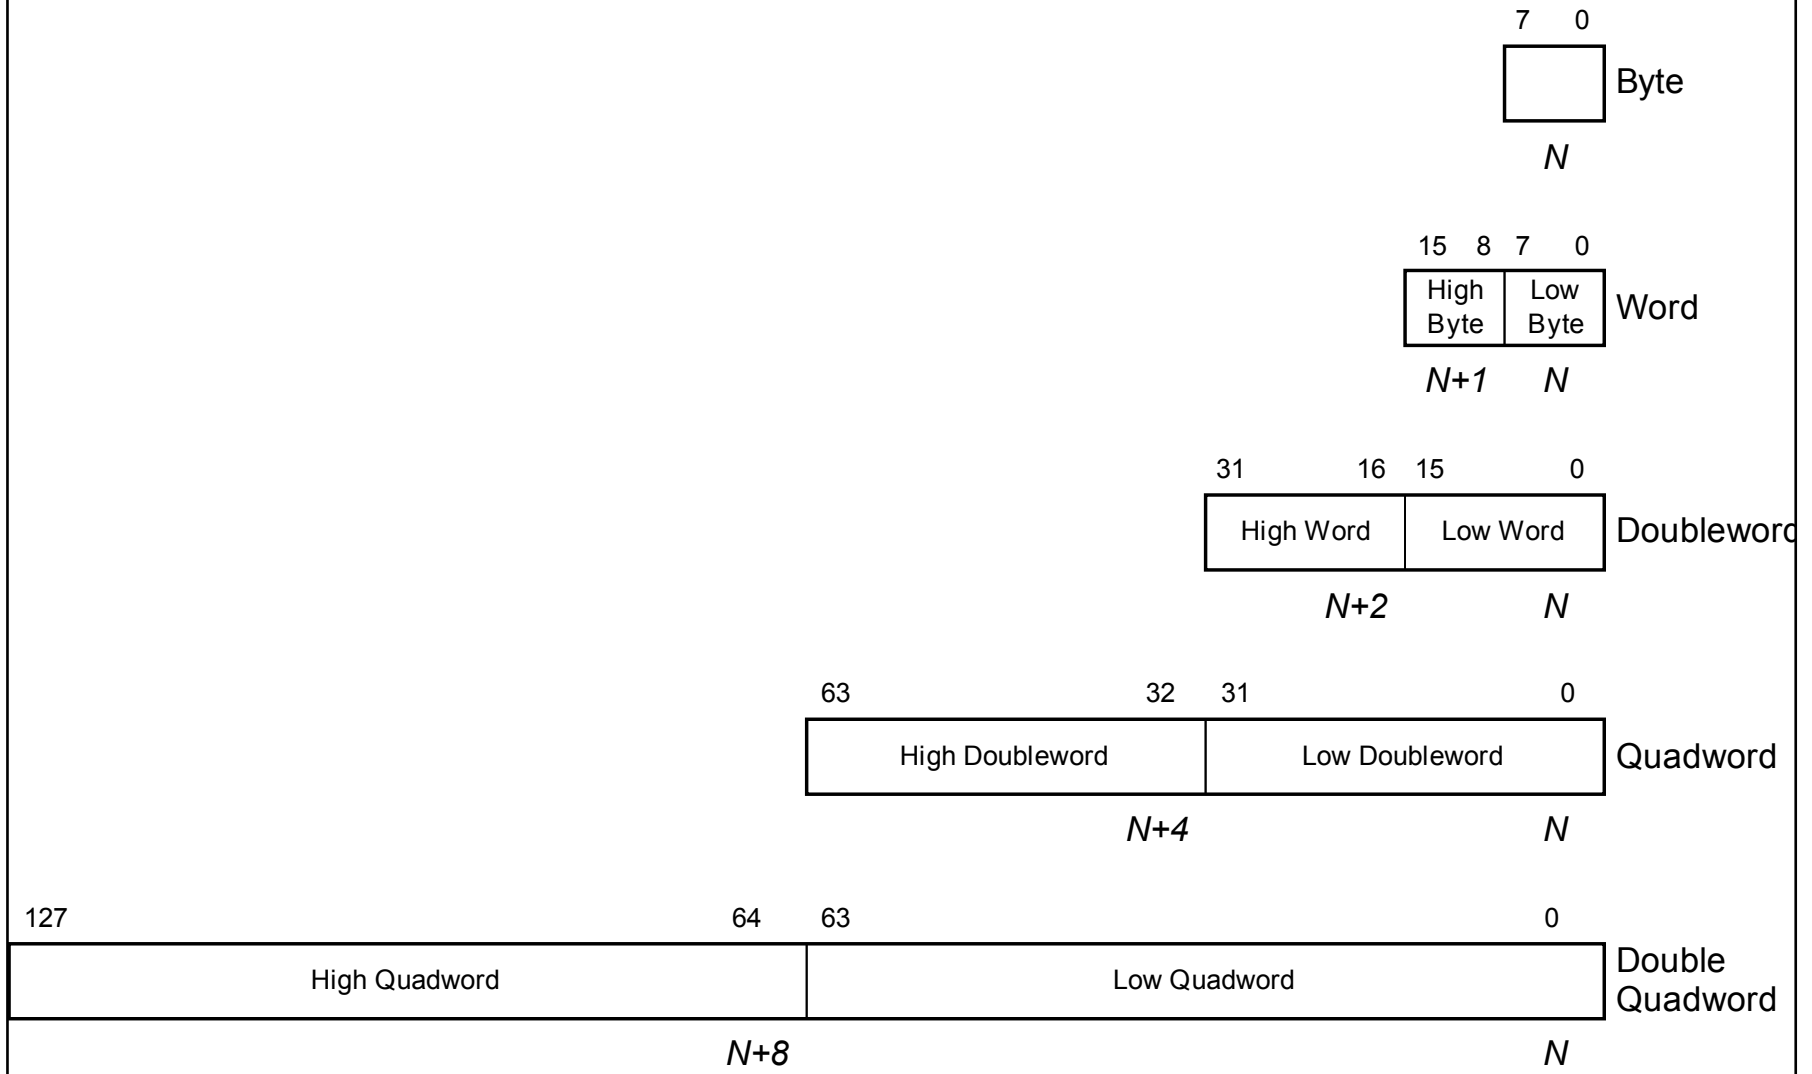 7 0
Byte
N
15 8 7 0
High Byte Low Byte Word
N+1 N
31 16 15 0
High Word Low Word Doubleword
N+2 N
63 32 31 0
High Doubleword Low Doubleword Quadword
N+4 N
127 64 63 0
High Quadword Low Quadword Double Quadword
N+8 N